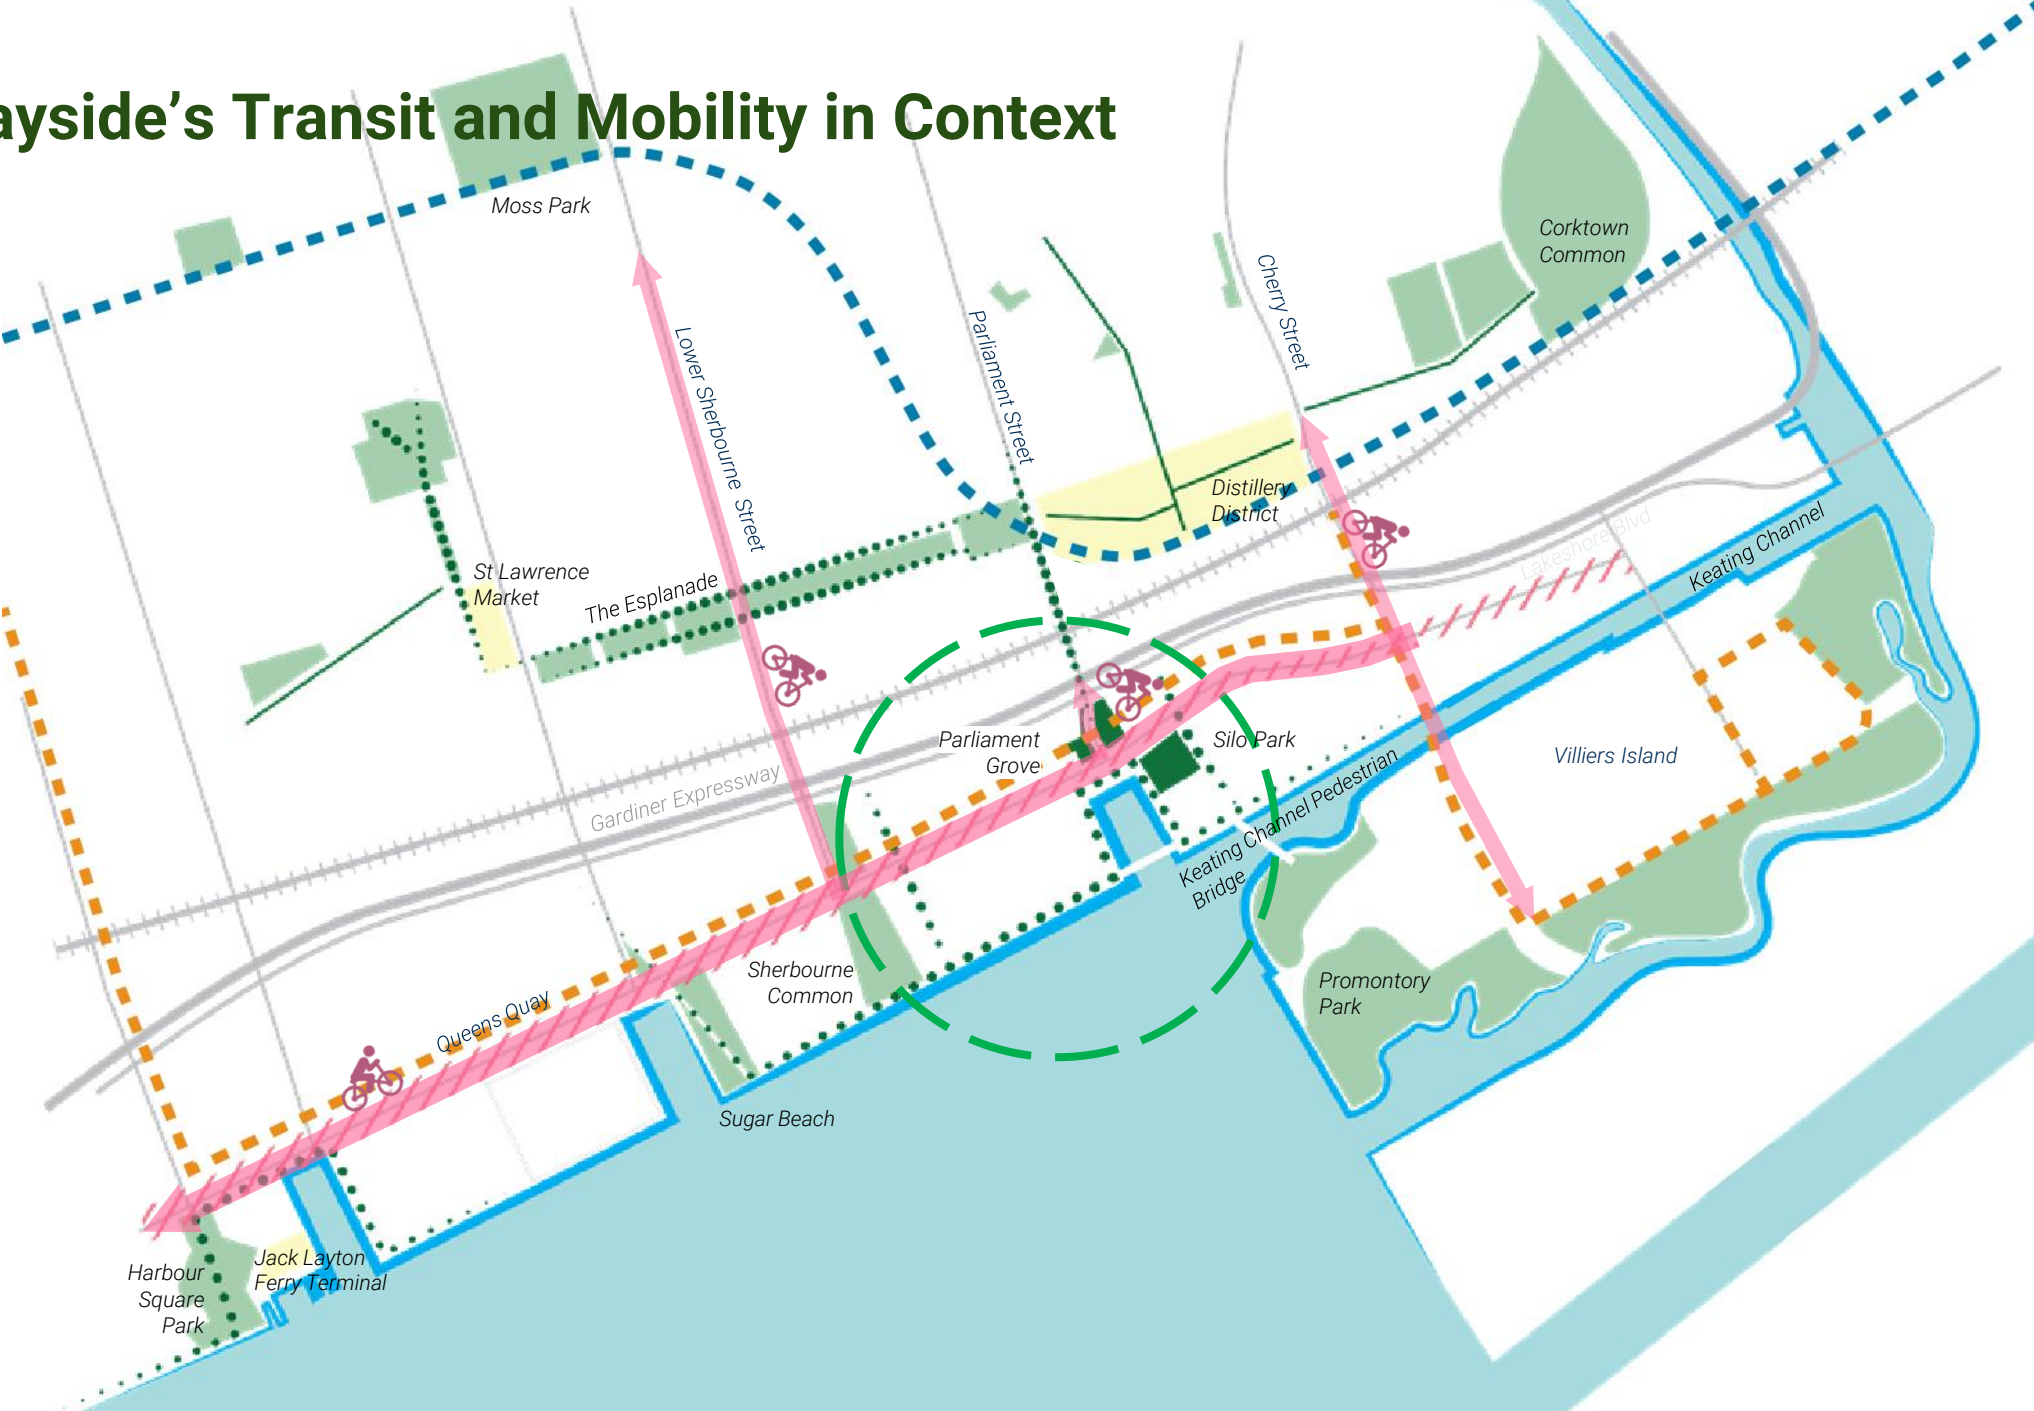 ayside’s Transit and Mobility in Context
Moss Park
Corktown
Common
Cherry Street
Parliament Street
Lower Sherbourne Street
Distillery
District
St Lawrence
Market
The Esplanade
Lakeshore Blvd
Keating Channel
Parliament
Grove
Silo Park
Villiers Island
Gardiner Expressway
Keating Channel Pedestrian
Bridge
Sherbourne
Common
Promontory
Park
Queens Quay
Sugar Beach
Jack Layton
Ferry Terminal
Harbour
Square
Park